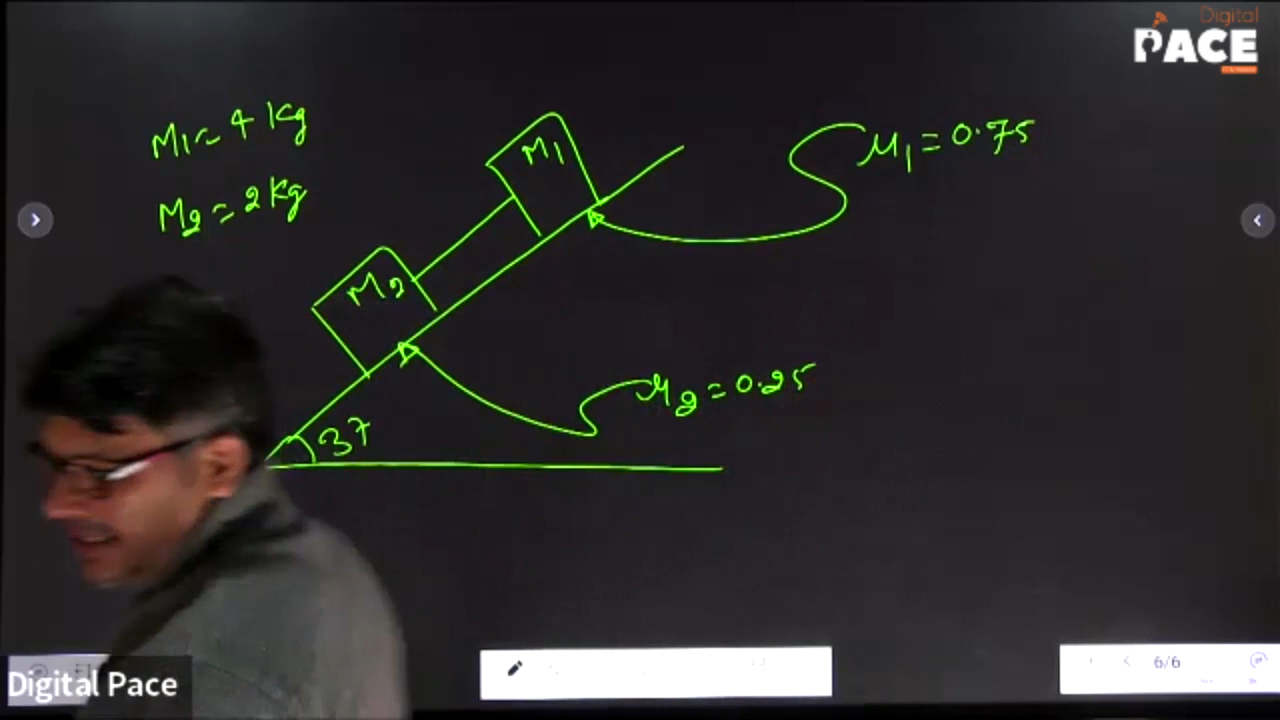 Digital
PACE
M1 = 4 Kg
M2 = 2 Kg
M1
μ1 = 0.75
M2
μ2 = 0.25
37
Digital Pace
6/6